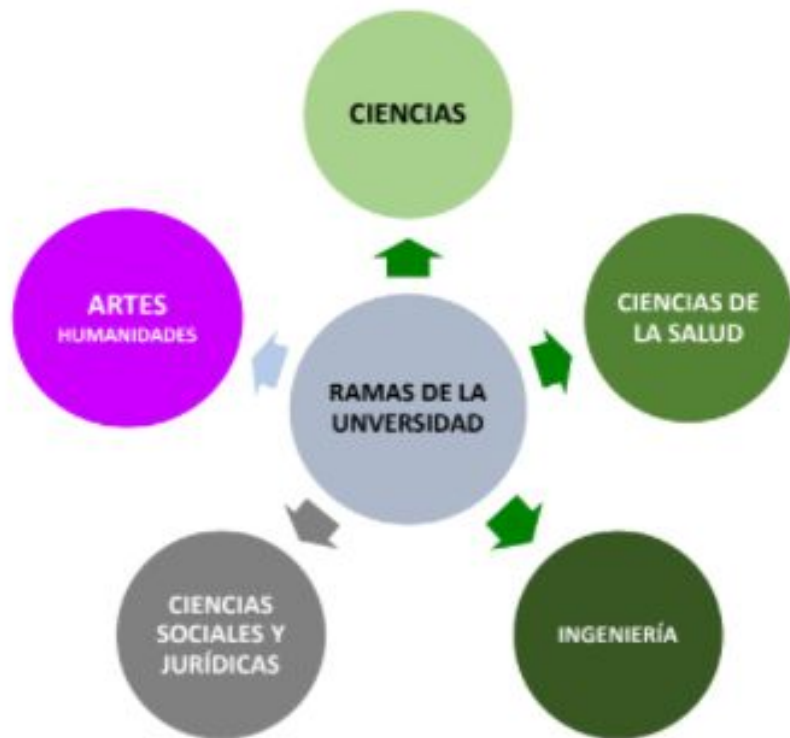 CIENCIAS
CIENCIAS DE
LA SALUD
ARTES
HUMANIDADES
RAMAS DE LA
UNVERSIDAD
CIENCIAS
SOCIALES Y
JURÍDICAS
INGENIERÍA